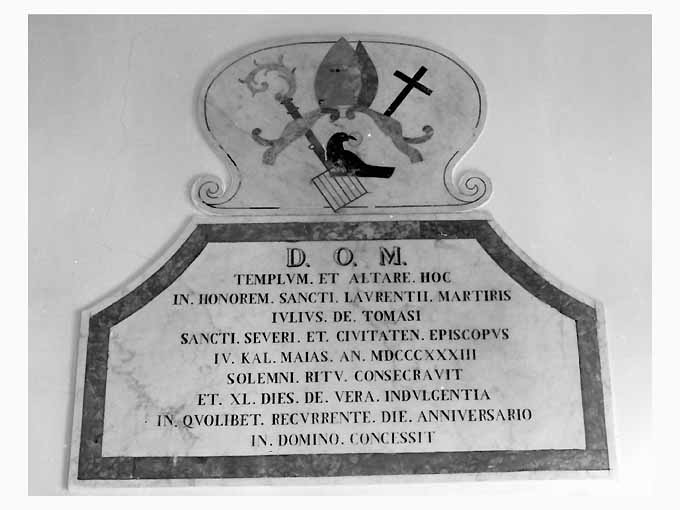 D. O. M.
TEMPLVM. ET ALTARE. HOC
IN. HONOREM. SANCTI. LAVRENTII. MARTIRIS
IVLIVS. DE. TOMASI
SANCTI. SEVERI. ET. CIVITATEN. EPISCOPVS
IV. KAL. MAIAS. AN. MDCCCXXXIII
SOLEMNI. RITV. CONSECRAVIT
ET. XL. DIES. DE. VERA. INDVLGENTIA
IN. QVOLIBET. RECVRRENTE. DIE. ANNIVERSARIO
IN. DOMINO. CONCESSIT